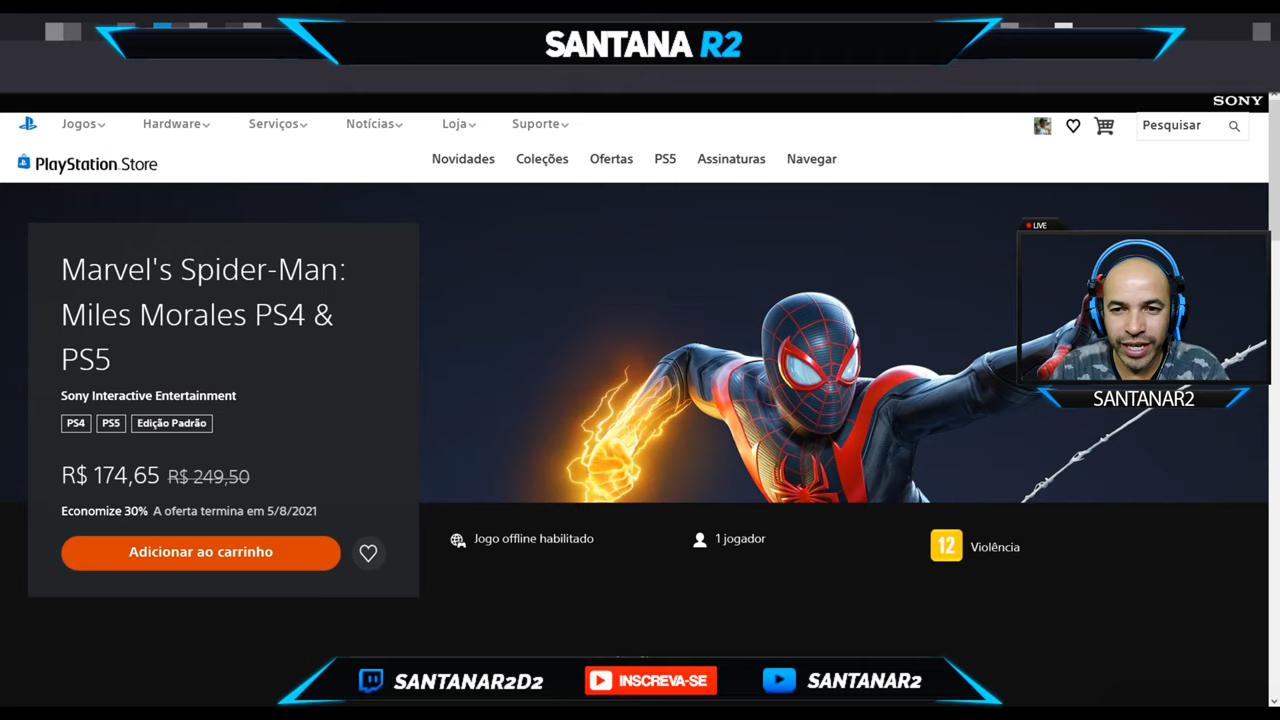 SANTANA R2
SONY
Jogos Hardware Serviços Notícias Loja Suporte
Pesquisar
PlayStation Store
Novidades Coleções Ofertas PS5 Assinaturas Navegar
LIVE
Marvel's Spider-Man:
Miles Morales PS4 &
PS5
Sony Interactive Entertainment
PS4 PS5 Edição Padrão
SANTANAR2
R$ 174,65 R$ 249,50
Economize 30% A oferta termina em 5/8/2021
Adicionar ao carrinho
Jogo offline habilitado
1 jogador
12 Violência
SANTANAR2D2
INSCREVA-SE
SANTANAR2